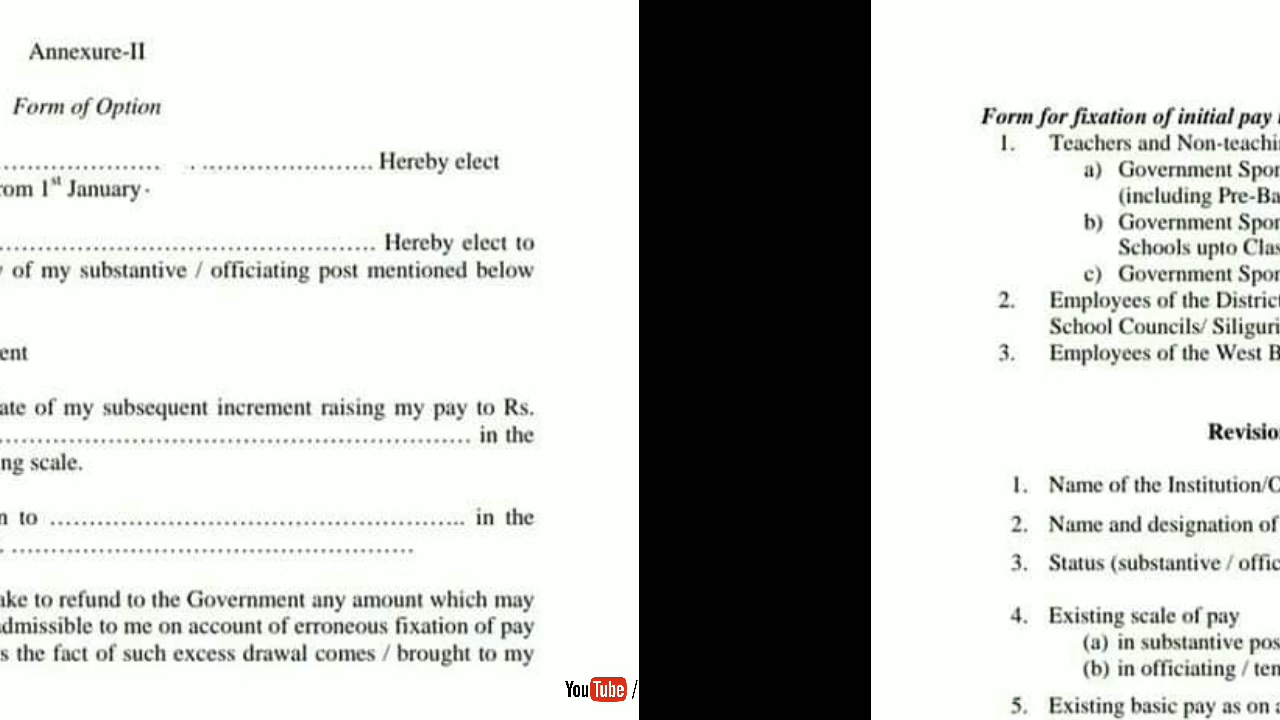 Annexure-II
Form of Option
.................... . ...................... Hereby elect
rom 1st January
................................................ Hereby elect to
of my substantive / officiating post mentioned below
ent
ate of my subsequent increment raising my pay to Rs.
............................................................ in the
ng scale.
n to ..................................................... in the
...................................................
ake to refund to the Government any amount which may
dmissible to me on account of erroneous fixation of pay
s the fact of such excess drawal comes / brought to my
YouTube /
Form for fixation of initial pay
1. Teachers and Non-teachi
a) Government Spon
(including Pre-Ba
b) Government Spon
Schools upto Clas
c) Government Spon
2. Employees of the District
School Councils/ Siliguri
3. Employees of the West B
Revisio
1. Name of the Institution/O
2. Name and designation of
3. Status (substantive / offic
4. Existing scale of pay
(a) in substantive pos
(b) in officiating / ten
5. Existing basic pay as on a